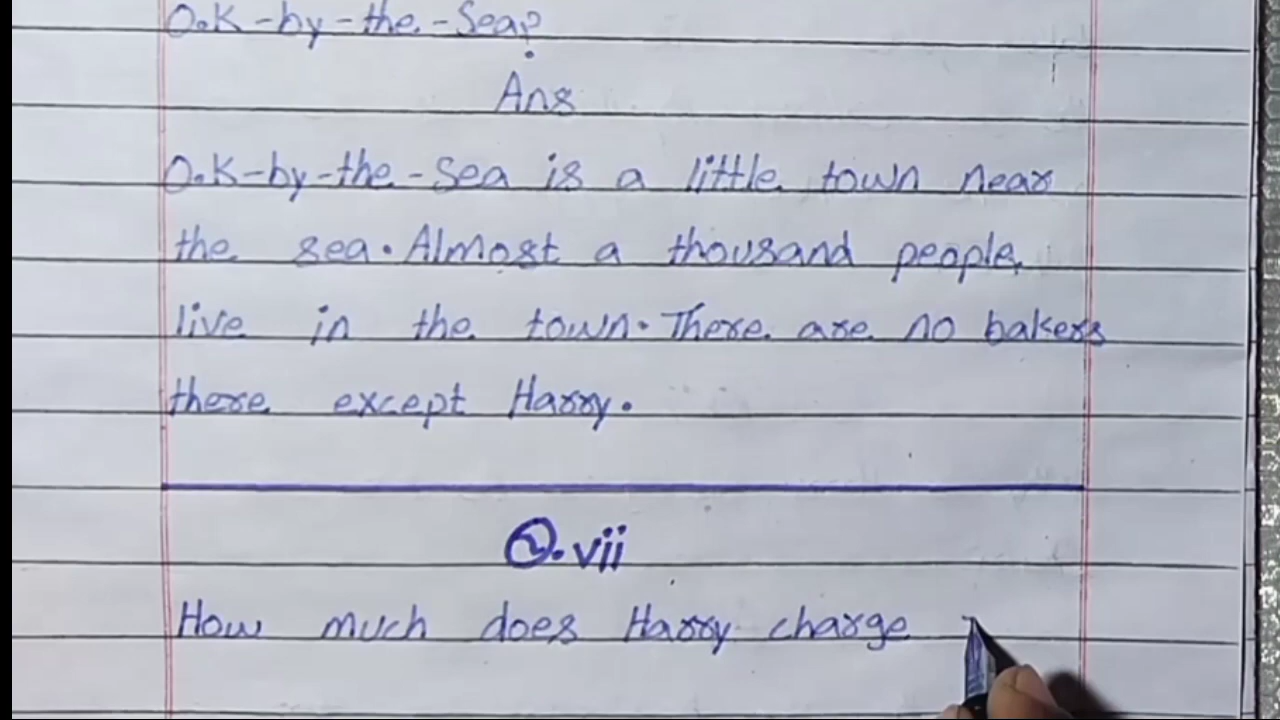 O.K-by-the-Sea?
Ans
O.K-by-the-Sea is a little town near
the sea. Almost a thousand people
live in the town. There are no bakers
there except Harry.
Q.vii
How much does Harry charge